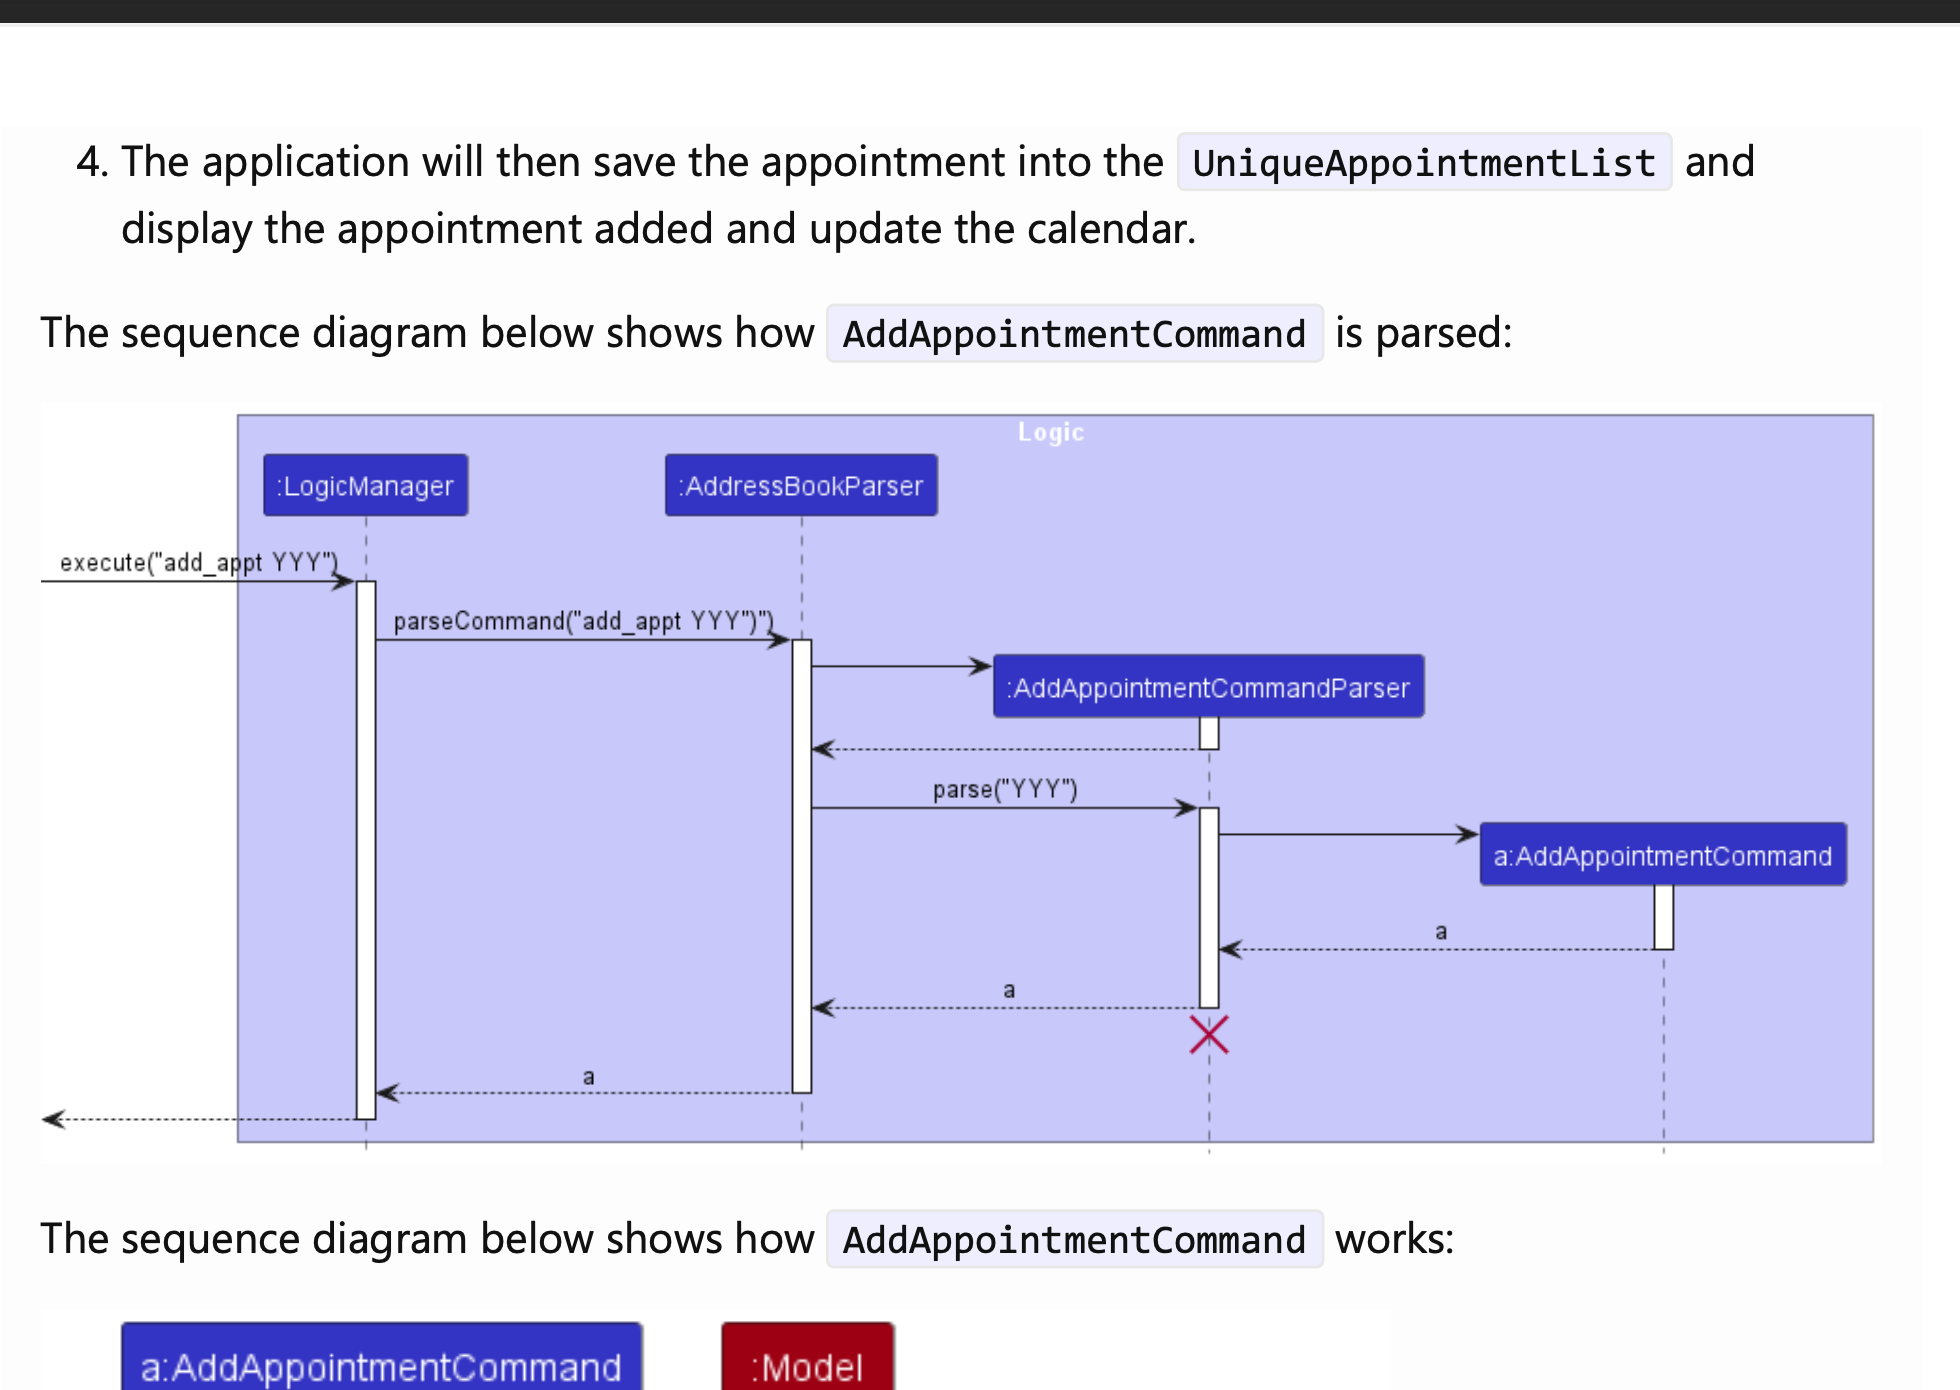 4. The application will then save the appointment into the UniqueAppointmentList and
display the appointment added and update the calendar.
The sequence diagram below shows how AddAppointmentCommand is parsed:
Logic
:LogicManager
:AddressBookParser
execute("add_appt YYY")
parseCommand("add_appt YYY")")
:AddAppointmentCommandParser
parse("YYY")
a:AddAppointmentCommand
a
a
a
The sequence diagram below shows how AddAppointmentCommand works:
a:AddAppointmentCommand
:Model